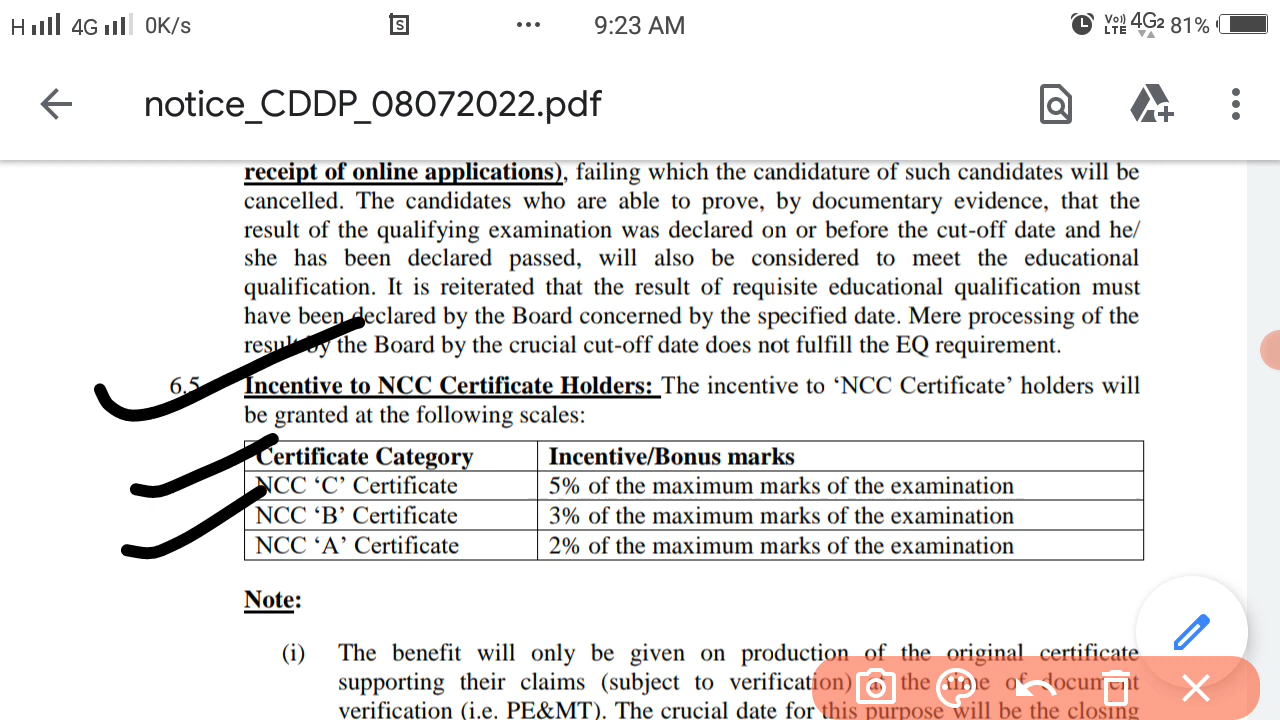 H 4G 0K/s S ... 9:23 AM Vo)) LTE 4G2 81%
notice_CDDP_08072022.pdf
receipt of online applications), failing which the candidature of such candidates will be
cancelled. The candidates who are able to prove, by documentary evidence, that the
result of the qualifying examination was declared on or before the cut-off date and he/
she has been declared passed, will also be considered to meet the educational
qualification. It is reiterated that the result of requisite educational qualification must
have been declared by the Board concerned by the specified date. Mere processing of the
result by the Board by the crucial cut-off date does not fulfill the EQ requirement.
6.5 Incentive to NCC Certificate Holders: The incentive to ‘NCC Certificate’ holders will
be granted at the following scales:
Certificate Category Incentive/Bonus marks
NCC ‘C’ Certificate 5% of the maximum marks of the examination
NCC ‘B’ Certificate 3% of the maximum marks of the examination
NCC ‘A’ Certificate 2% of the maximum marks of the examination
Note:
(i) The benefit will only be given on production of the original certificate
supporting their claims (subject to verification) at the time of document
verification (i.e. PE&MT). The crucial date for this purpose will be the closing